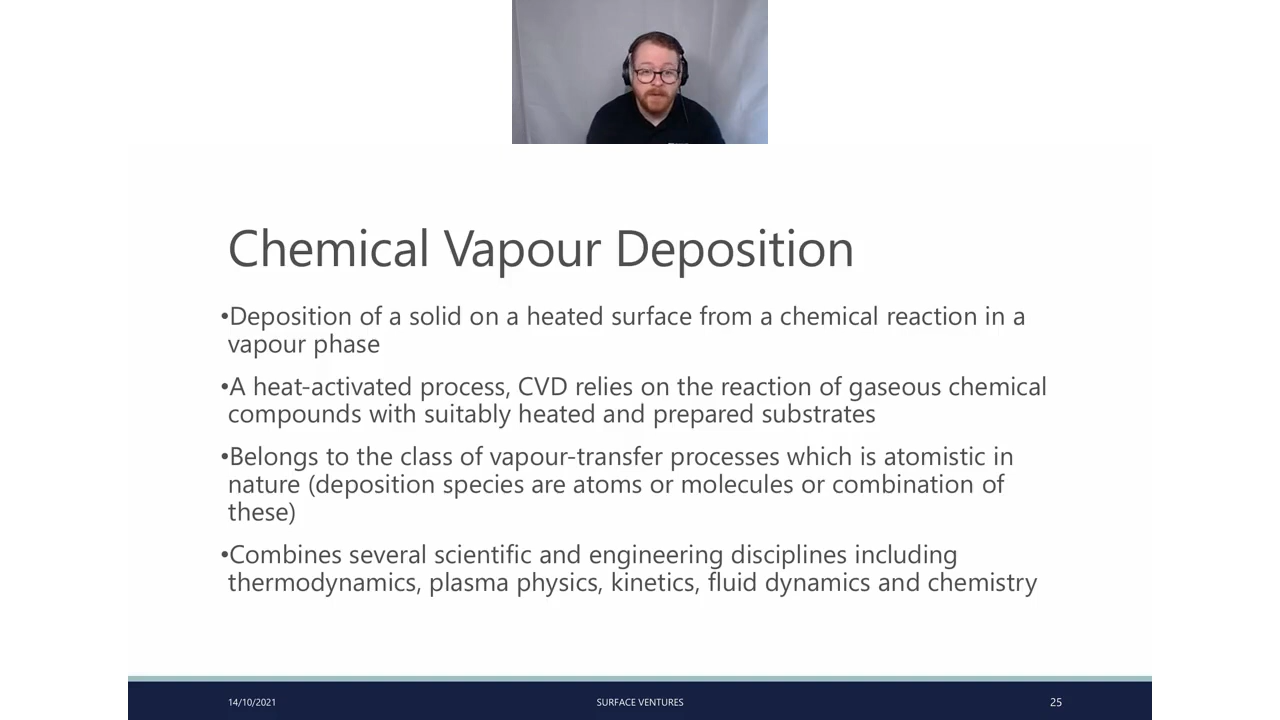 Chemical Vapour Deposition
•Deposition of a solid on a heated surface from a chemical reaction in a
vapour phase
•A heat-activated process, CVD relies on the reaction of gaseous chemical
compounds with suitably heated and prepared substrates
•Belongs to the class of vapour-transfer processes which is atomistic in
nature (deposition species are atoms or molecules or combination of
these)
•Combines several scientific and engineering disciplines including
thermodynamics, plasma physics, kinetics, fluid dynamics and chemistry
14/10/2021
SURFACE VENTURES
25